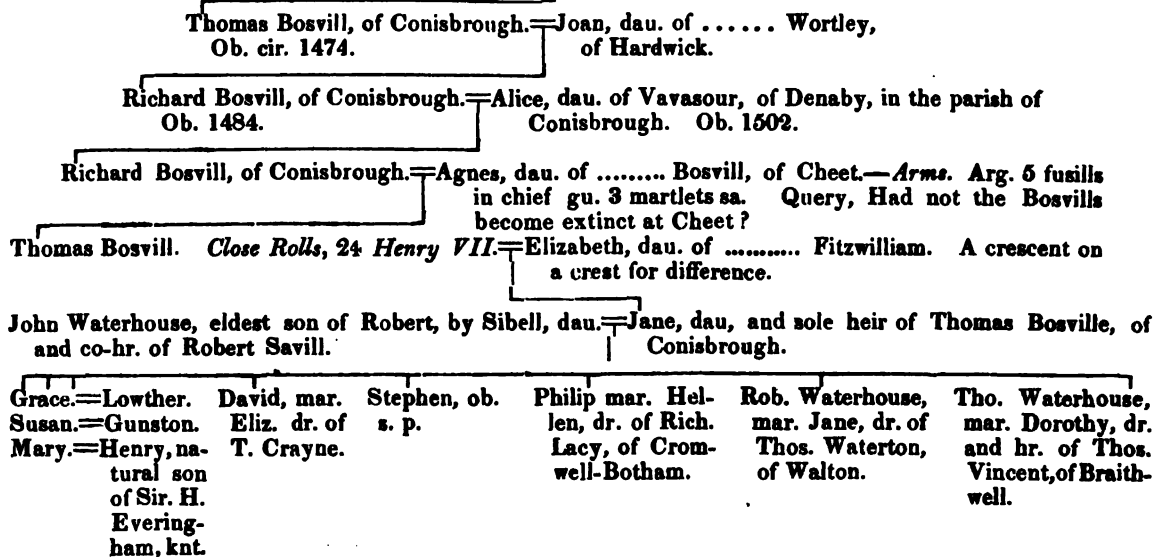 Thomas Bosvill, of Conisbrough.=Joan, dau. of ...... Wortley,
Ob. cir. 1474. of Hardwick.
Richard Bosvill, of Conisbrough.=Alice, dau. of Vavasour, of Denaby, in the parish of
Ob. 1484. Conisbrough. Ob. 1502.
Richard Bosvill, of Conisbrough.=Agnes, dau. of ......... Bosvill, of Cheet.—Arms. Arg. 5 fusills
in chief gu. 3 martlets sa. Query, Had not the Bosvills
become extinct at Cheet?
Thomas Bosvill. Close Rolls, 24 Henry VII.=Elizabeth, dau. of ........... Fitzwilliam. A crescent on
a crest for difference.
John Waterhouse, eldest son of Robert, by Sibell, dau.=Jane, dau, and sole heir of Thomas Bosville, of
and co-hr. of Robert Savill. Conisbrough.
Grace.=Lowther.
Susan.=Gunston.
Mary.=Henry, na-
tural son
of Sir. H.
Evering-
ham, knt.
David, mar.
Eliz. dr. of
T. Crayne.
Stephen, ob.
s. p.
Philip mar. Hel-
len, dr. of Rich.
Lacy, of Crom-
well-Botham.
Rob. Waterhouse,
mar. Jane, dr. of
Thos. Waterton,
of Walton.
Tho. Waterhouse,
mar. Dorothy, dr.
and hr. of Thos.
Vincent, of Braith-
well.